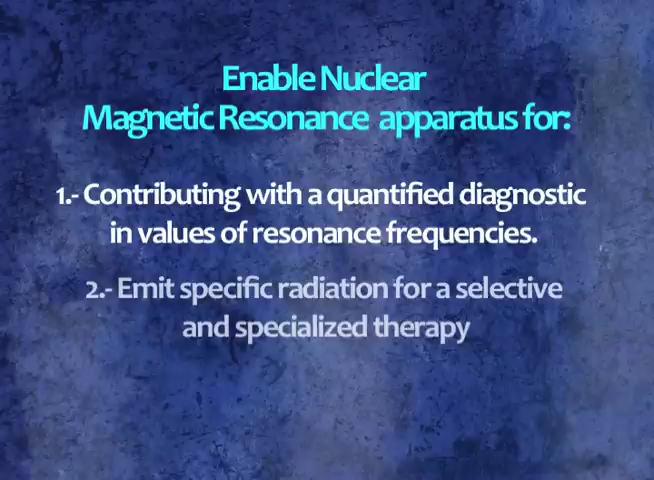 Enable Nuclear
Magnetic Resonance apparatus for:
1.- Contributing with a quantified diagnostic
in values of resonance frequencies.
2.- Emit specific radiation for a selective
and specialized therapy